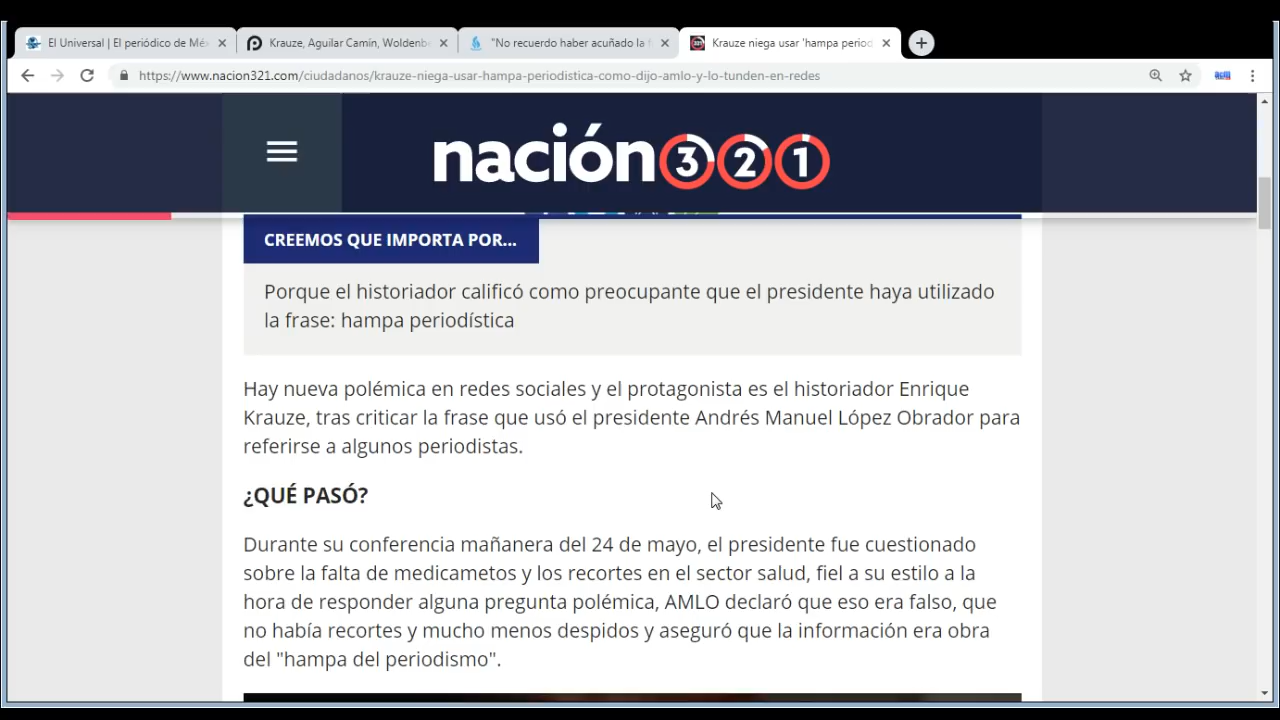 El Universal | El periódico de Méx
Krauze, Aguilar Camín, Woldenbe
"No recuerdo haber acuñado la f
Krauze niega usar 'hampa period
https://www.nacion321.com/ciudadanos/krauze-niega-usar-hampa-periodistica-como-dijo-amlo-y-lo-tunden-en-redes
nación321
CREEMOS QUE IMPORTA POR...
Porque el historiador calificó como preocupante que el presidente haya utilizado
la frase: hampa periodística
Hay nueva polémica en redes sociales y el protagonista es el historiador Enrique
Krauze, tras criticar la frase que usó el presidente Andrés Manuel López Obrador para
referirse a algunos periodistas.
¿QUÉ PASÓ?
Durante su conferencia mañanera del 24 de mayo, el presidente fue cuestionado
sobre la falta de medicametos y los recortes en el sector salud, fiel a su estilo a la
hora de responder alguna pregunta polémica, AMLO declaró que eso era falso, que
no había recortes y mucho menos despidos y aseguró que la información era obra
del "hampa del periodismo".